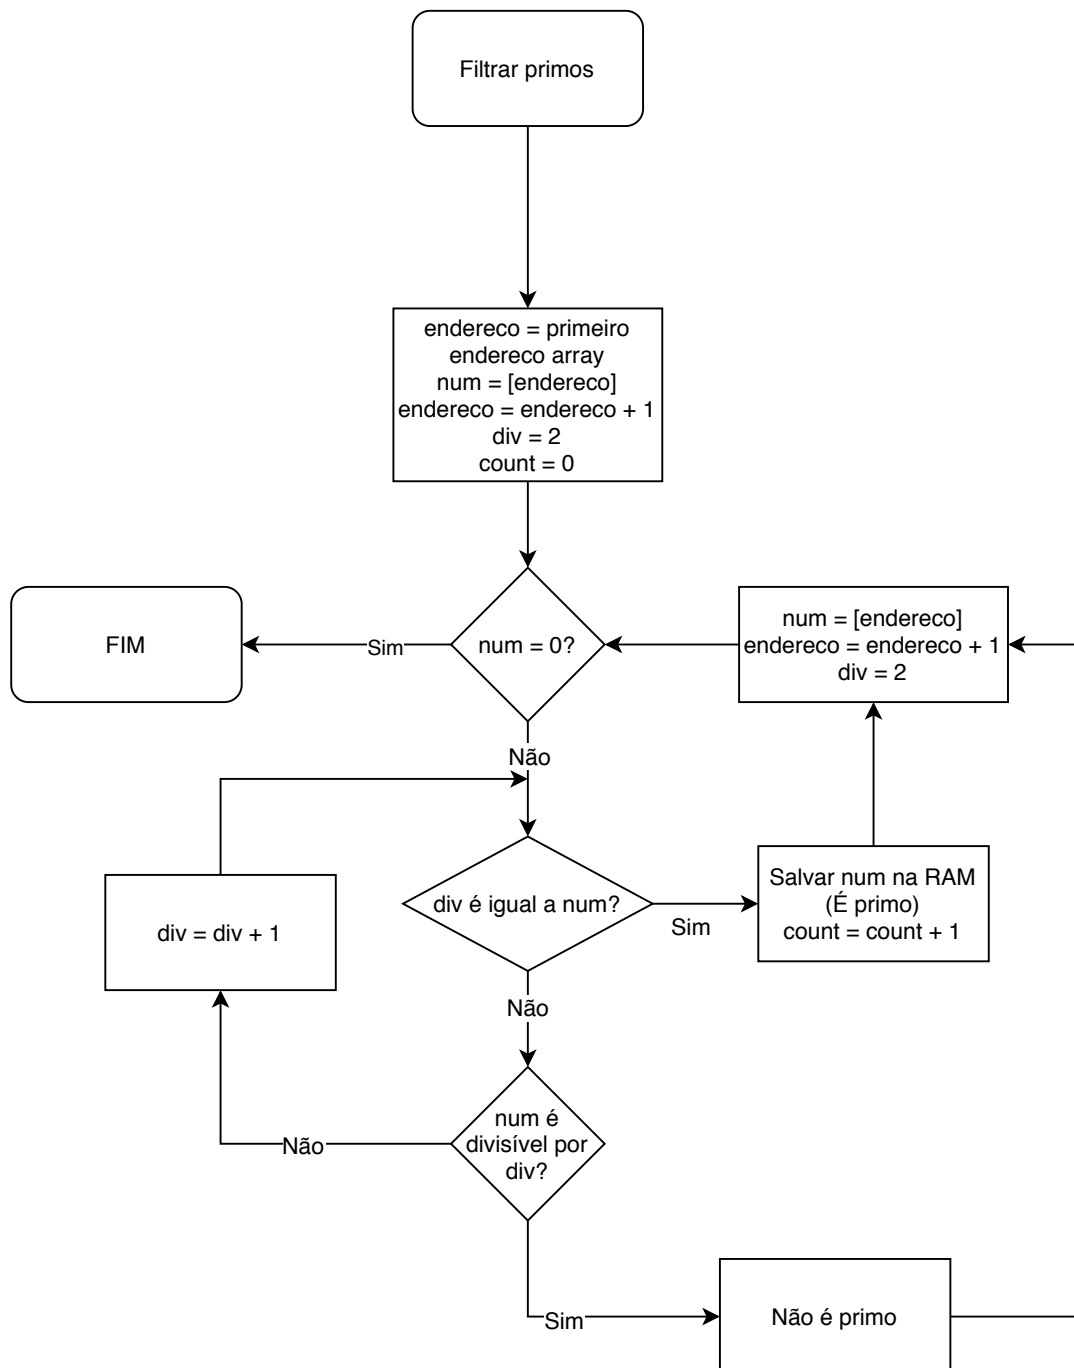 Filtrar primos
endereco = primeiro
endereco array
num = [endereco]
endereco = endereco + 1
div = 2
count = 0
FIM
Sim
num = 0?
num = [endereco]
endereco = endereco + 1
div = 2
Não
div = div + 1
div é igual a num?
Sim
Salvar num na RAM
(É primo)
count = count + 1
Não
num é
divisível por
div?
Não
Sim
Não é primo